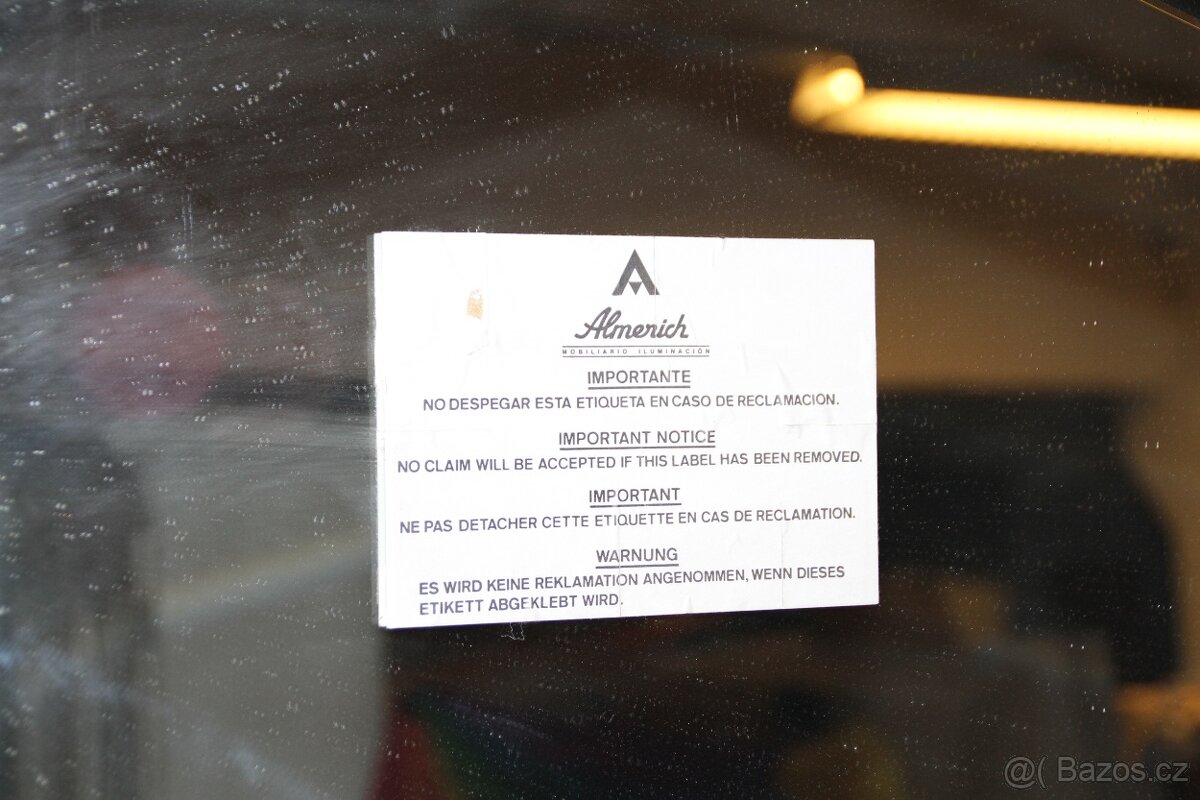 Almerich
MOBILIARIO ILUMINACIÓN
IMPORTANTE
NO DESPEGAR ESTA ETIQUETA EN CASO DE RECLAMACION.
IMPORTANT NOTICE
NO CLAIM WILL BE ACCEPTED IF THIS LABEL HAS BEEN REMOVED.
IMPORTANT
NE PAS DETACHER CETTE ETIQUETTE EN CAS DE RECLAMATION.
WARNUNG
ES WIRD KEINE REKLAMATION ANGENOMMEN, WENN DIESES
ETIKETT ABGEKLEBT WIRD.
@( Bazos.cz